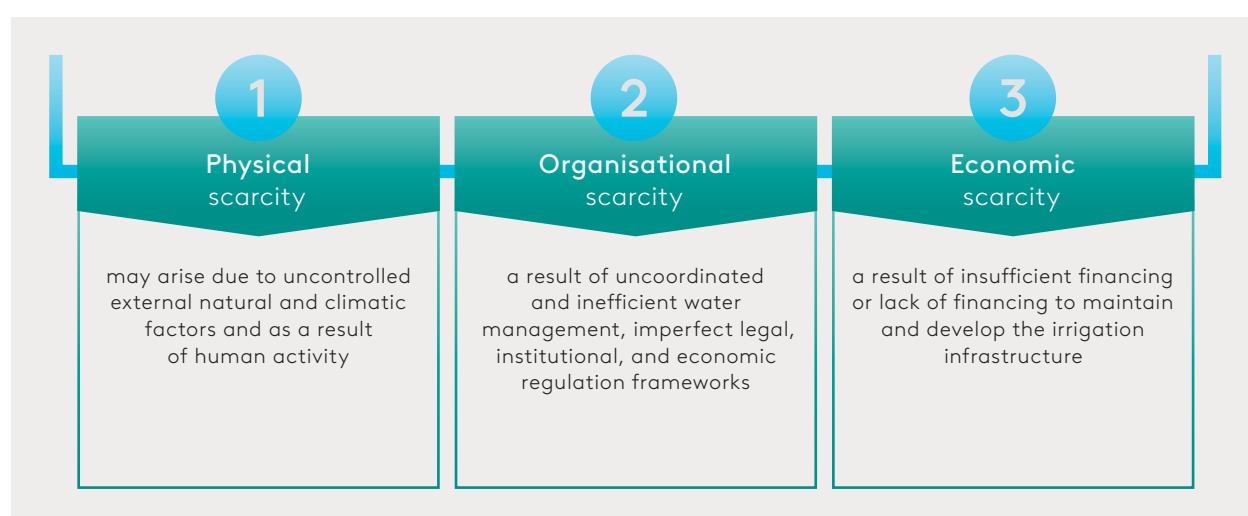 1
Physical
scarcity
may arise due to uncontrolled
external natural and climatic
factors and as a result
of human activity
2
Organisational
scarcity
a result of uncoordinated
and inefficient water
management, imperfect legal,
institutional, and economic
regulation frameworks
3
Economic
scarcity
a result of insufficient financing
or lack of financing to maintain
and develop the irrigation
infrastructure